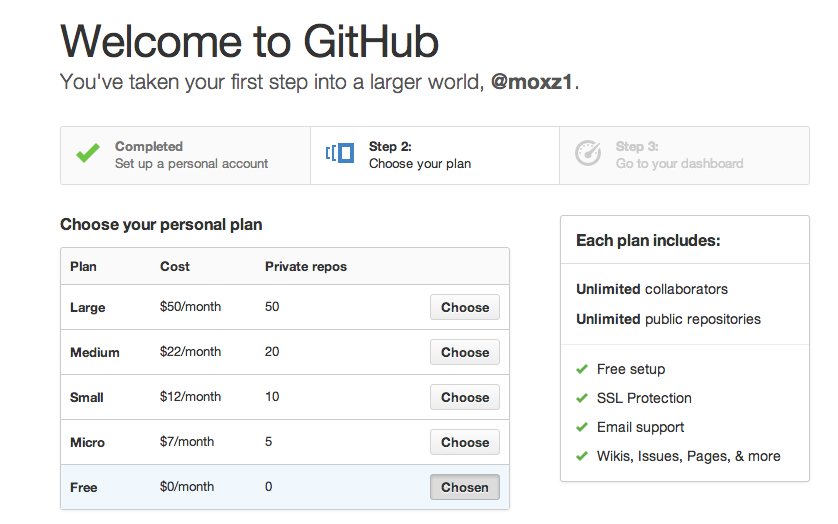 Welcome to GitHub
You've taken your first step into a larger world, @moxz1.
Completed
Set up a personal account
Step 2:
Choose your plan
Step 3:
Go to your dashboard
Choose your personal plan
Plan Cost Private repos
Large $50/month 50 Choose
Medium $22/month 20 Choose
Small $12/month 10 Choose
Micro $7/month 5 Choose
Free $0/month 0 Chosen
Each plan includes:
Unlimited collaborators
Unlimited public repositories
Free setup
SSL Protection
Email support
Wikis, Issues, Pages, & more